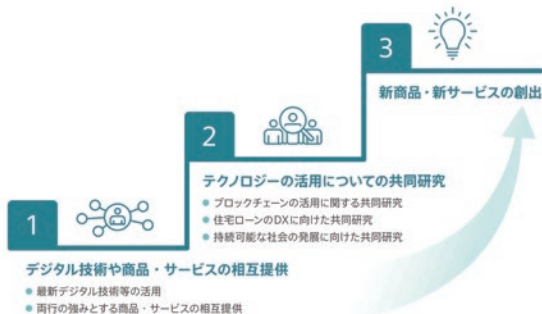 3
新商品・新サービスの創出
2
テクノロジーの活用についての共同研究
● ブロックチェーンの活用に関する共同研究
● 住宅ローンのDXに向けた共同研究
● 持続可能な社会の発展に向けた共同研究
1
デジタル技術や商品・サービスの相互提供
● 最新デジタル技術等の活用
● 両行の強みとする商品・サービスの相互提供